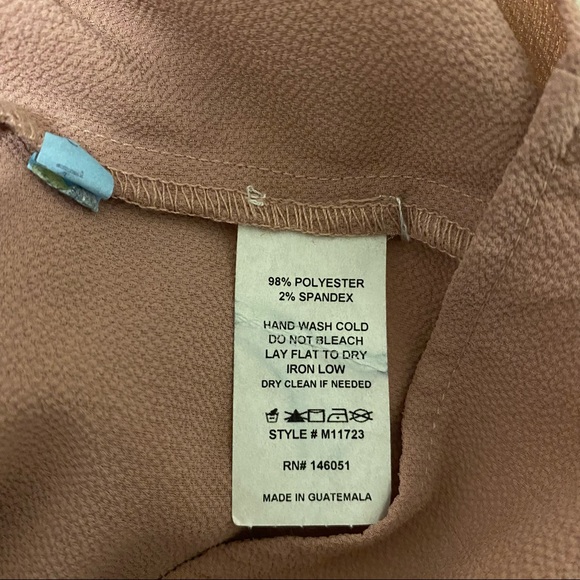 98% POLYESTER
2% SPANDEX
HAND WASH COLD
DO NOT BLEACH
LAY FLAT TO DRY
IRON LOW
DRY CLEAN IF NEEDED
STYLE # M11723
RN# 146051
MADE IN GUATEMALA